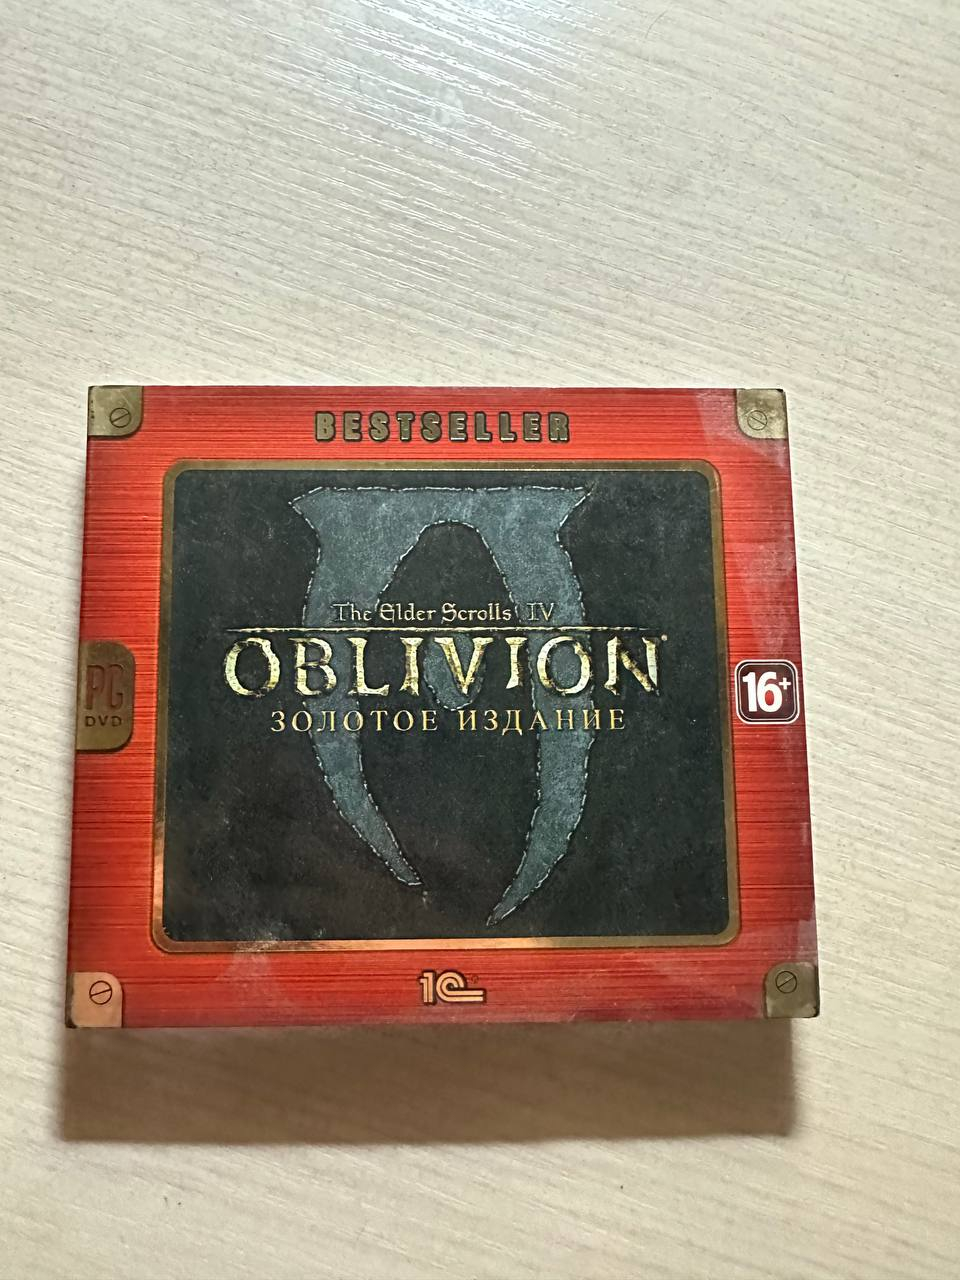 BESTSELLER
The Elder Scrolls IV
OBLIVION
ЗОЛОТОЕ ИЗДАНИЕ
PC
DVD
16+
1C